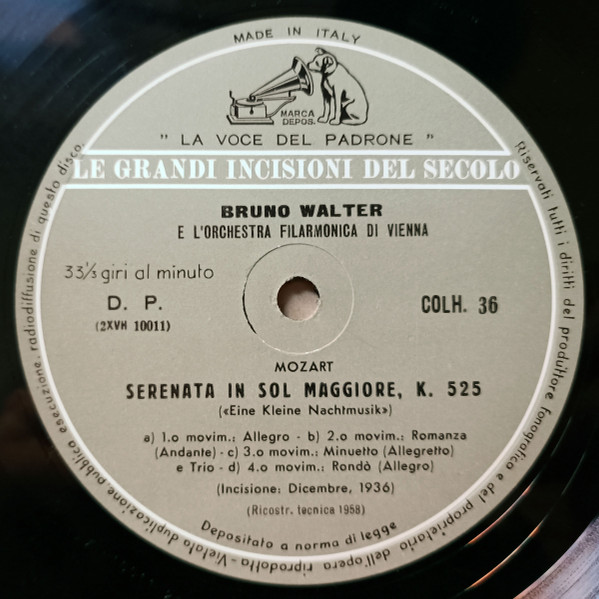 MADE IN ITALY
MARCA
DEPOS.
" LA VOCE DEL PADRONE "
LE GRANDI INCISIONI DEL SECOLO
BRUNO WALTER
E L'ORCHESTRA FILARMONICA DI VIENNA
33⅓ giri al minuto
D. P.
COLH. 36
(2XVH 10011)
MOZART
SERENATA IN SOL MAGGIORE, K. 525
(«Eine Kleine Nachtmusik»)
a) 1.o movim.: Allegro - b) 2.o movim.: Romanza
(Andante) - c) 3.o movim.: Minuetto (Allegretto)
e Trio - d) 4.o movim.: Rondò (Allegro)
(Incisione: Dicembre, 1936)
(Ricostr. tecnica 1958)
Depositato a norma di legge
Riservati tutti i diritti del produttore fonografico e del proprietario dell'opera riprodotta - Vietata duplicazione, pubblica esecuzione, radiodiffusione di questo disco.